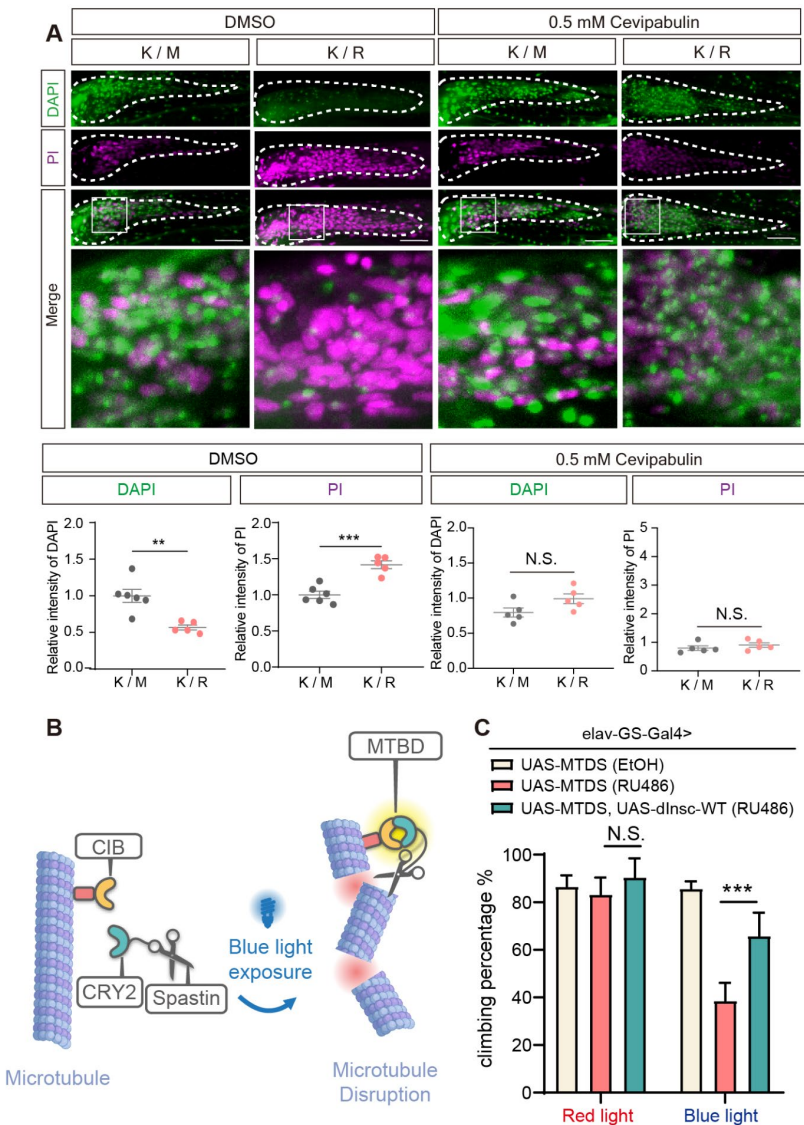 A
DMSO
0.5 mM Cevipabulin
K / M
K / R
K / M
K / R
DAPI
PI
Merge
DMSO
0.5 mM Cevipabulin
DAPI
PI
DAPI
PI
Relative intensity of DAPI
2.0
1.5
1.0
0.5
0.0
**
K / M
K / R
Relative intensity of PI
2.0
1.5
1.0
0.5
0.0
***
K / M
K / R
Relative intensity of DAPI
2.0
1.5
1.0
0.5
0.0
N.S.
K / M
K / R
Relative intensity of PI
5
4
3
2
1
0
N.S.
K / M
K / R
B
MTBD
CIB
CRY2
Spastin
Blue light
exposure
Microtubule
Microtubule
Disruption
C
elav-GS-Gal4>
UAS-MTDS (EtOH)
UAS-MTDS (RU486)
UAS-MTDS, UAS-dInsc-WT (RU486)
climbing percentage %
100
80
60
40
20
0
N.S.
***
Red light
Blue light